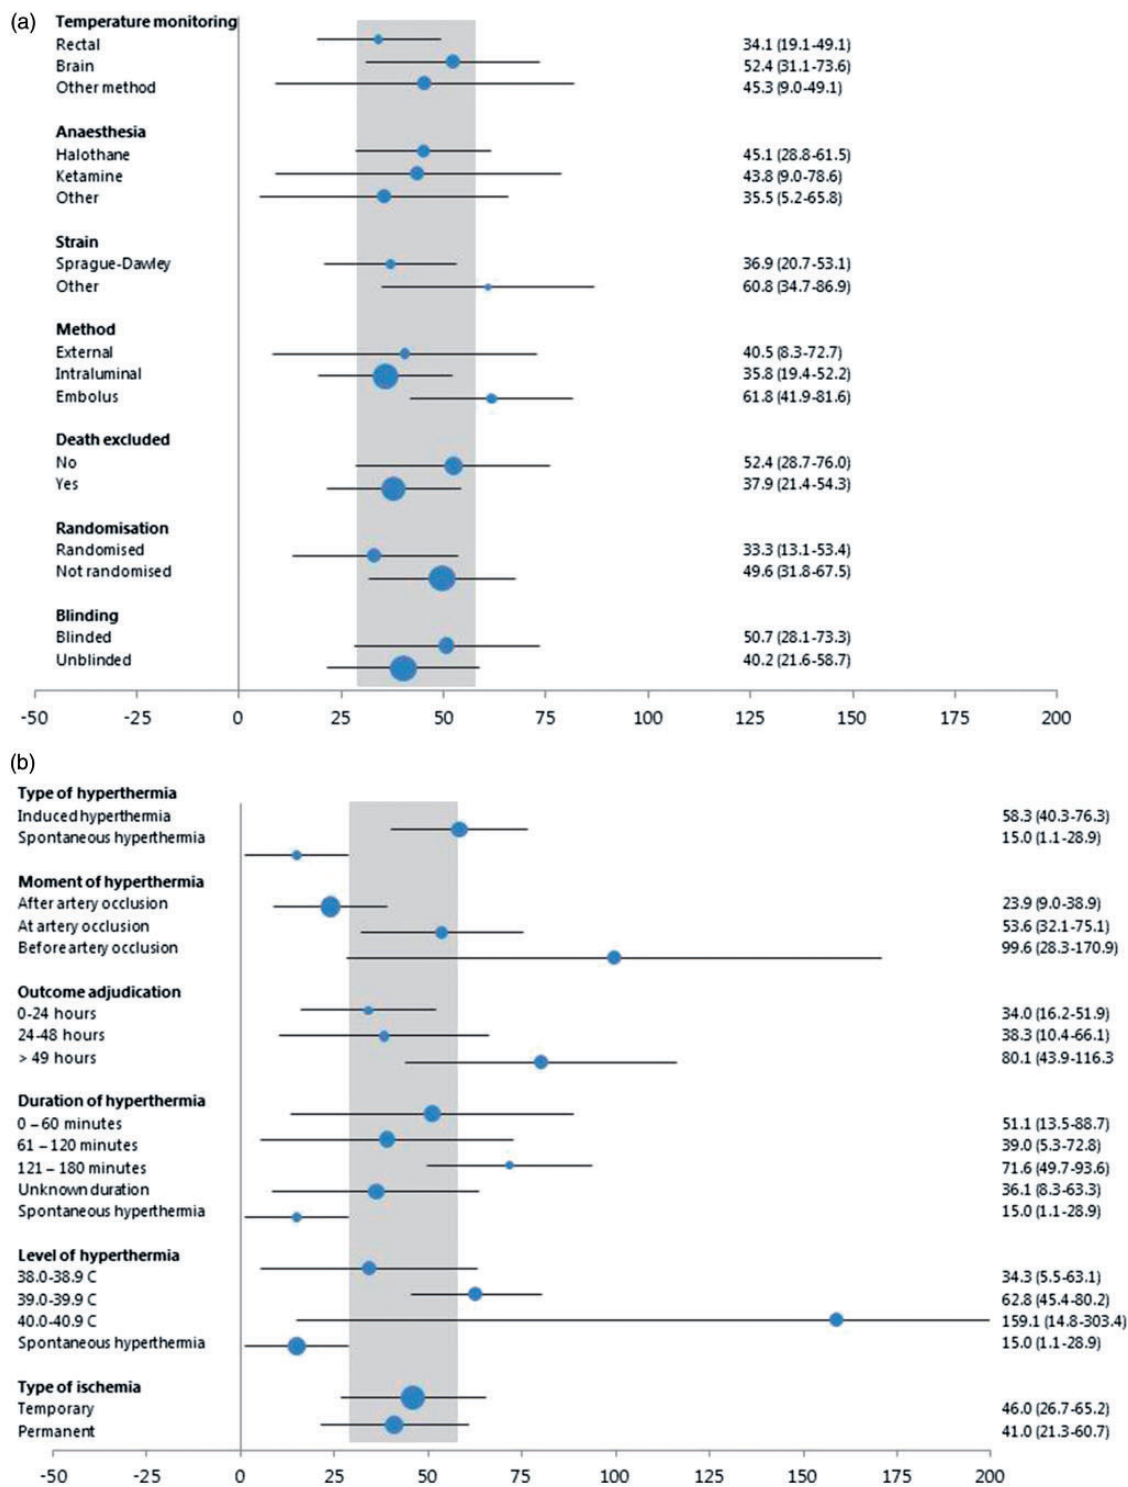 (a)
Temperature monitoring
Rectal 34.1 (19.1-49.1)
Brain 52.4 (31.1-73.6)
Other method 45.3 (9.0-49.1)
Anaesthesia
Halothane 45.1 (28.8-61.5)
Ketamine 43.8 (9.0-78.6)
Other 35.5 (5.2-65.8)
Strain
Sprague-Dawley 36.9 (20.7-53.1)
Other 60.8 (34.7-86.9)
Method
External 40.5 (8.3-72.7)
Intraluminal 35.8 (19.4-52.2)
Embolus 61.8 (41.9-81.6)
Death excluded
No 52.4 (28.7-76.0)
Yes 37.9 (21.4-54.3)
Randomisation
Randomised 33.3 (13.1-53.4)
Not randomised 49.6 (31.8-67.5)
Blinding
Blinded 50.7 (28.1-73.3)
Unblinded 40.2 (21.6-58.7)
-50 -25 0 25 50 75 100 125 150 175 200
(b)
Type of hyperthermia
Induced hyperthermia 58.3 (40.3-76.3)
Spontaneous hyperthermia 15.0 (1.1-28.9)
Moment of hyperthermia
After artery occlusion 23.9 (9.0-38.9)
At artery occlusion 53.6 (32.1-75.1)
Before artery occlusion 99.6 (28.3-170.9)
Outcome adjudication
0-24 hours 34.0 (16.2-51.9)
24-48 hours 38.3 (10.4-66.1)
> 49 hours 80.1 (43.9-116.3
Duration of hyperthermia
0 – 60 minutes 51.1 (13.5-88.7)
61 – 120 minutes 39.0 (5.3-72.8)
121 – 180 minutes 71.6 (49.7-93.6)
Unknown duration 36.1 (8.3-63.3)
Spontaneous hyperthermia 15.0 (1.1-28.9)
Level of hyperthermia
38.0-38.9 C 34.3 (5.5-63.1)
39.0-39.9 C 62.8 (45.4-80.2)
40.0-40.9 C 159.1 (14.8-303.4)
Spontaneous hyperthermia 15.0 (1.1-28.9)
Type of ischemia
Temporary 46.0 (26.7-65.2)
Permanent 41.0 (21.3-60.7)
-50 -25 0 25 50 75 100 125 150 175 200